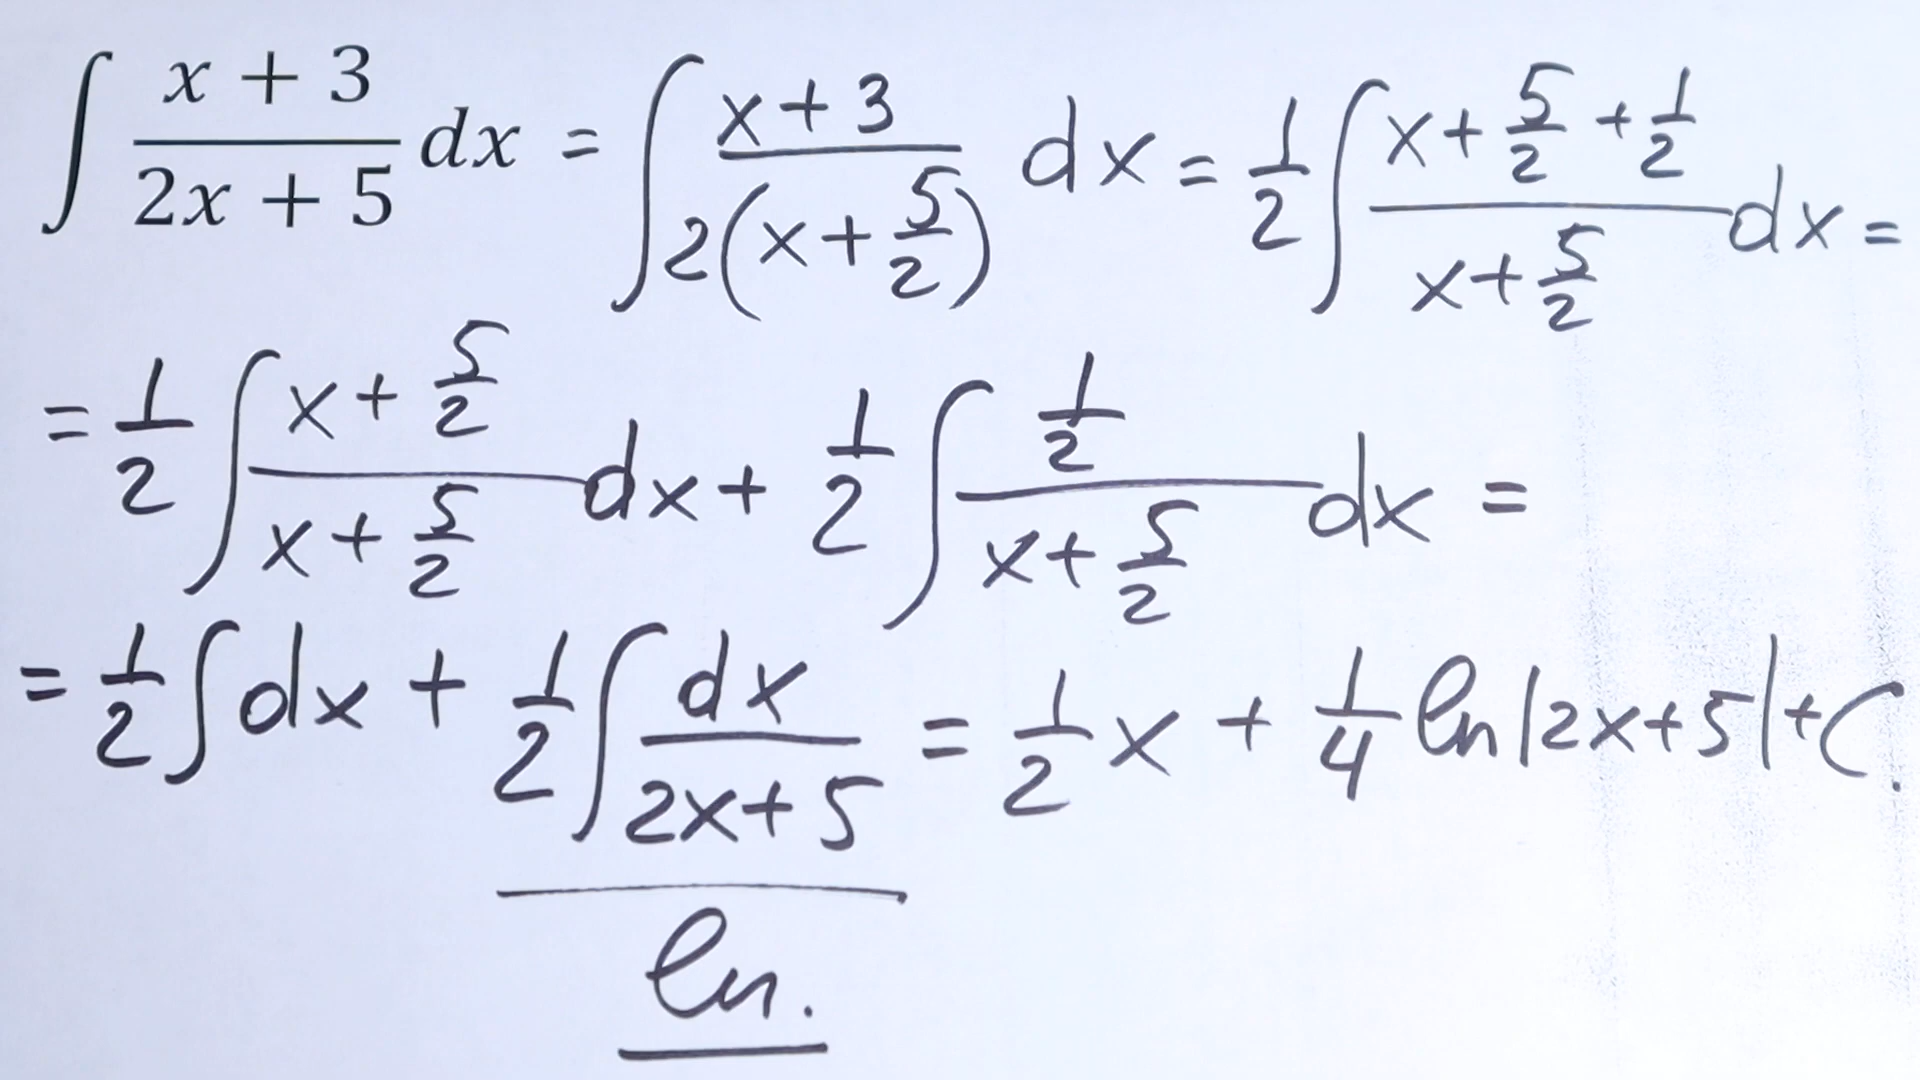 ∫ (x + 3)/(2x + 5) dx = ∫ (x + 3)/(2(x + 5/2)) dx = 1/2 ∫ (x + 5/2 + 1/2)/(x + 5/2) dx =
= 1/2 ∫ (x + 5/2)/(x + 5/2) dx + 1/2 ∫ (1/2)/(x + 5/2) dx =
= 1/2 ∫ dx + 1/2 ∫ dx/(2x + 5) = 1/2 x + 1/4 ln |2x + 5| + C.
ln.